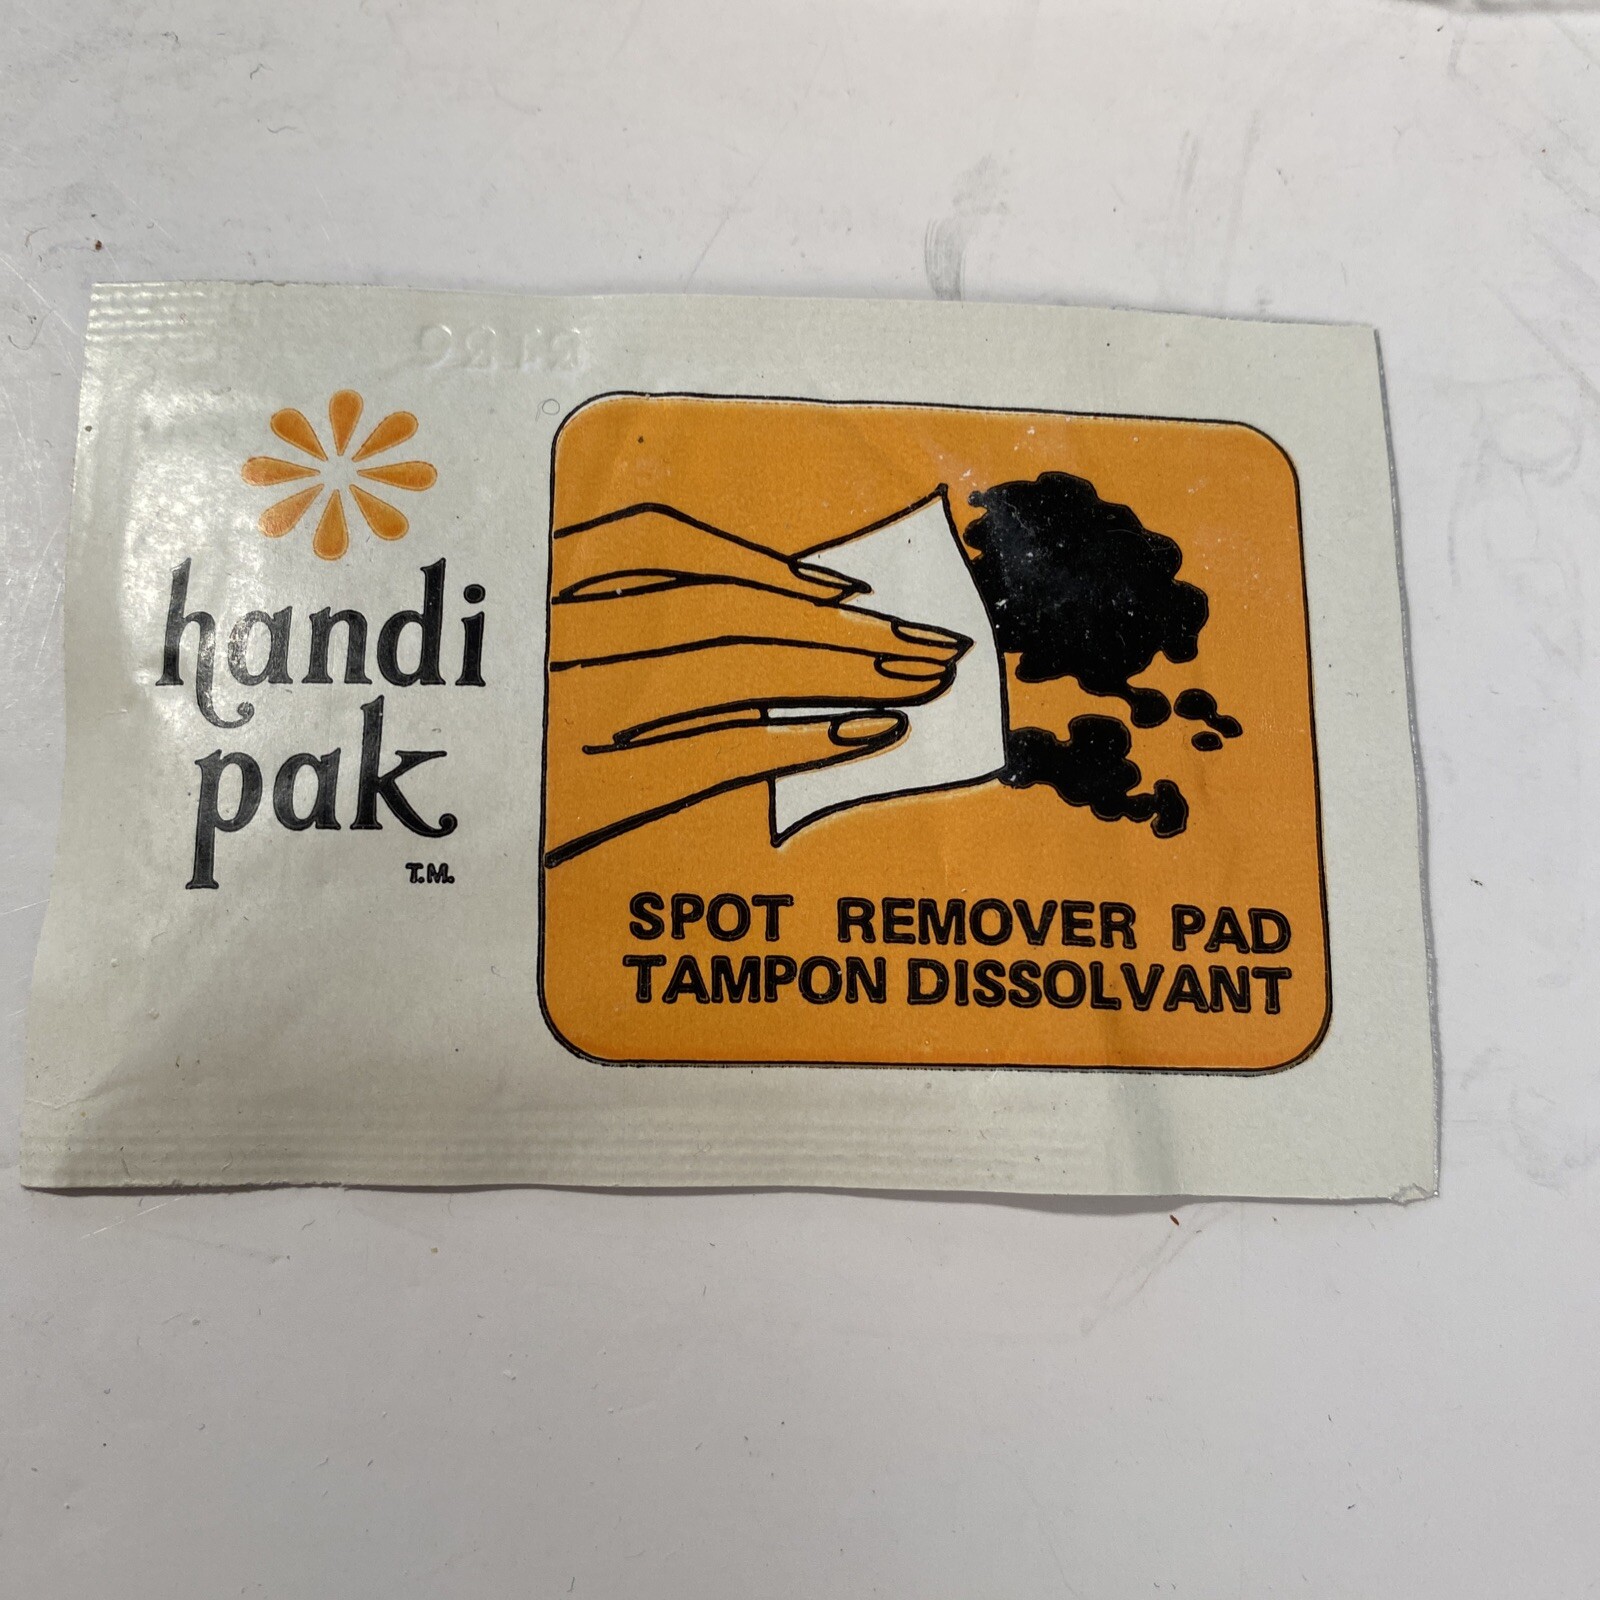 handi
pak
T.M.
SPOT REMOVER PAD
TAMPON DISSOLVANT